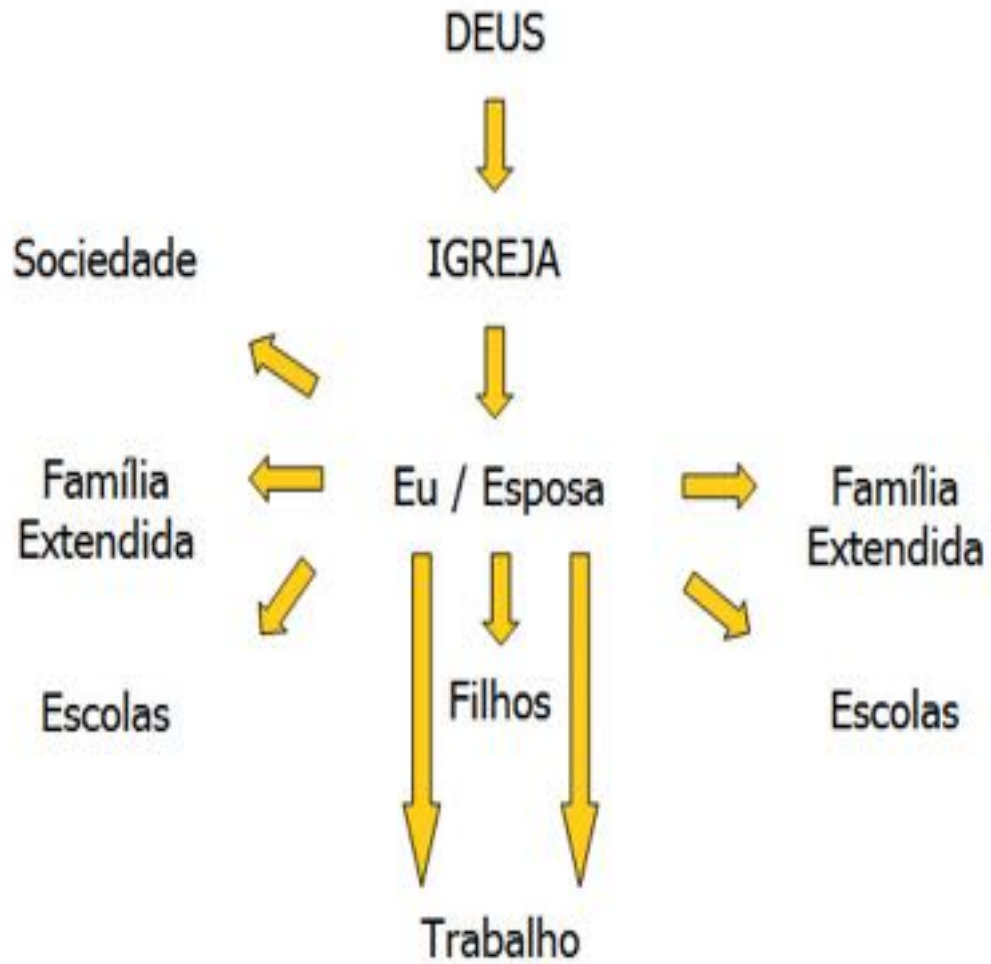 DEUS
Sociedade
IGREJA
Família
Extendida
Eu / Esposa
Família
Extendida
Escolas
Filhos
Escolas
Trabalho